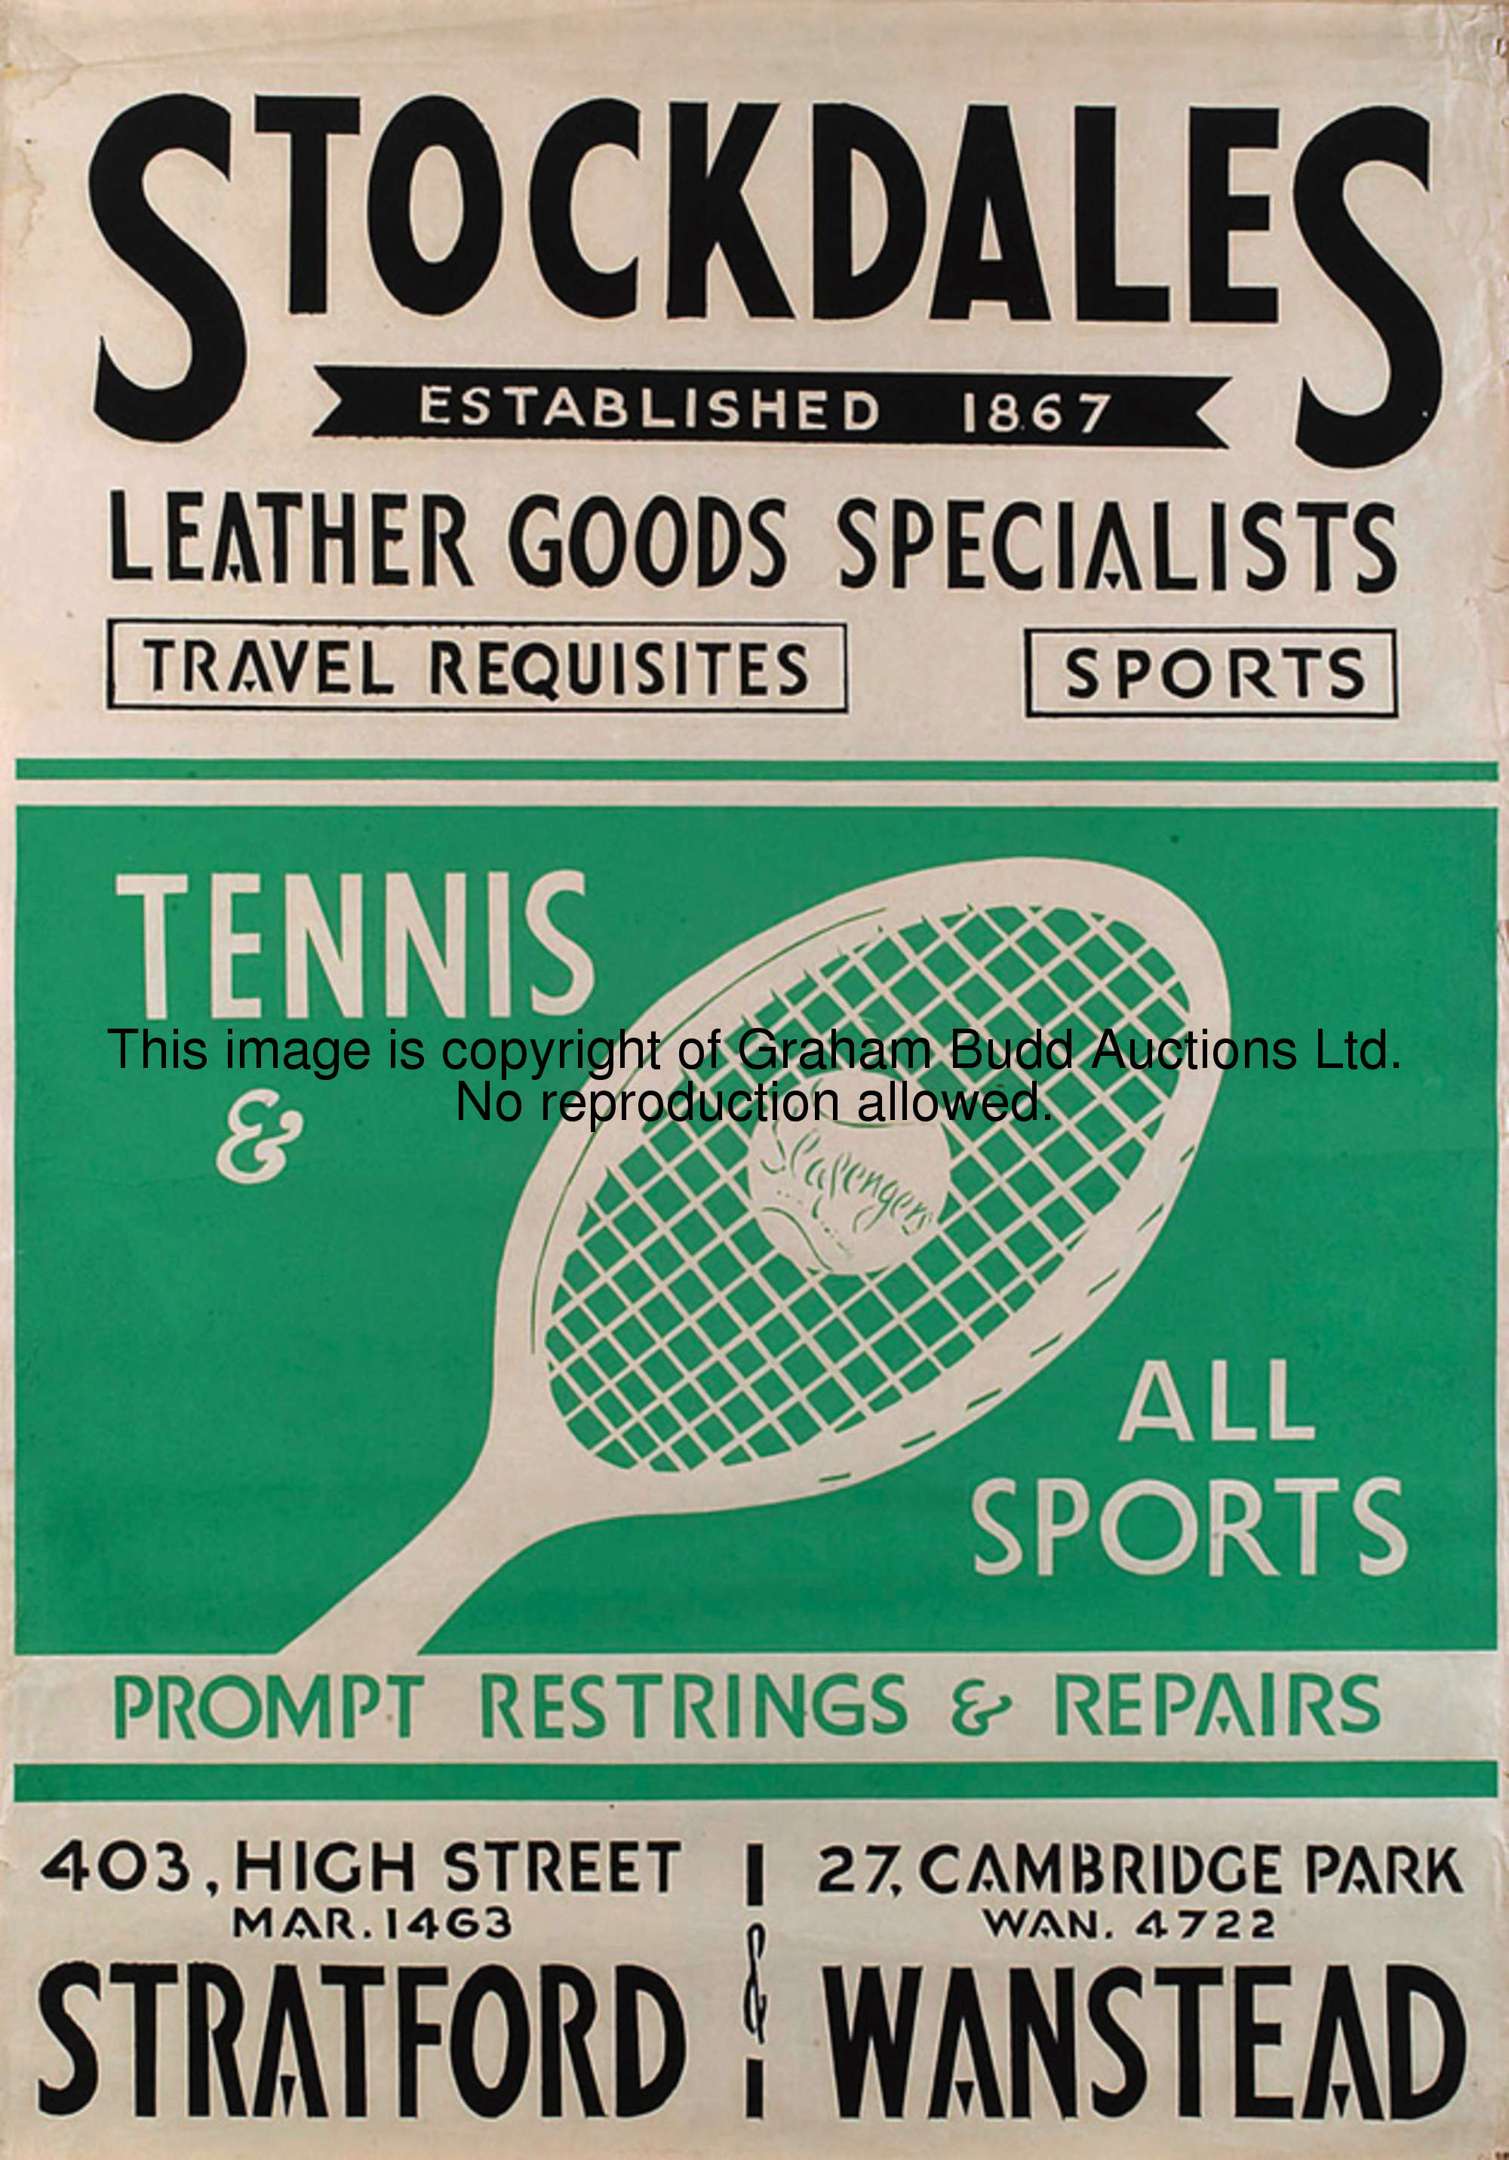 STOCKDALES
ESTABLISHED 1867
LEATHER GOODS SPECIALISTS
TRAVEL REQUISITES
SPORTS
TENNIS
&
This image is copyright of Graham Budd Auctions Ltd.
No reproduction allowed.
Slazengers
ALL
SPORTS
PROMPT RESTRINGS & REPAIRS
403, HIGH STREET
MAR. 1463
STRATFORD
&
27, CAMBRIDGE PARK
WAN. 4722
WANSTEAD